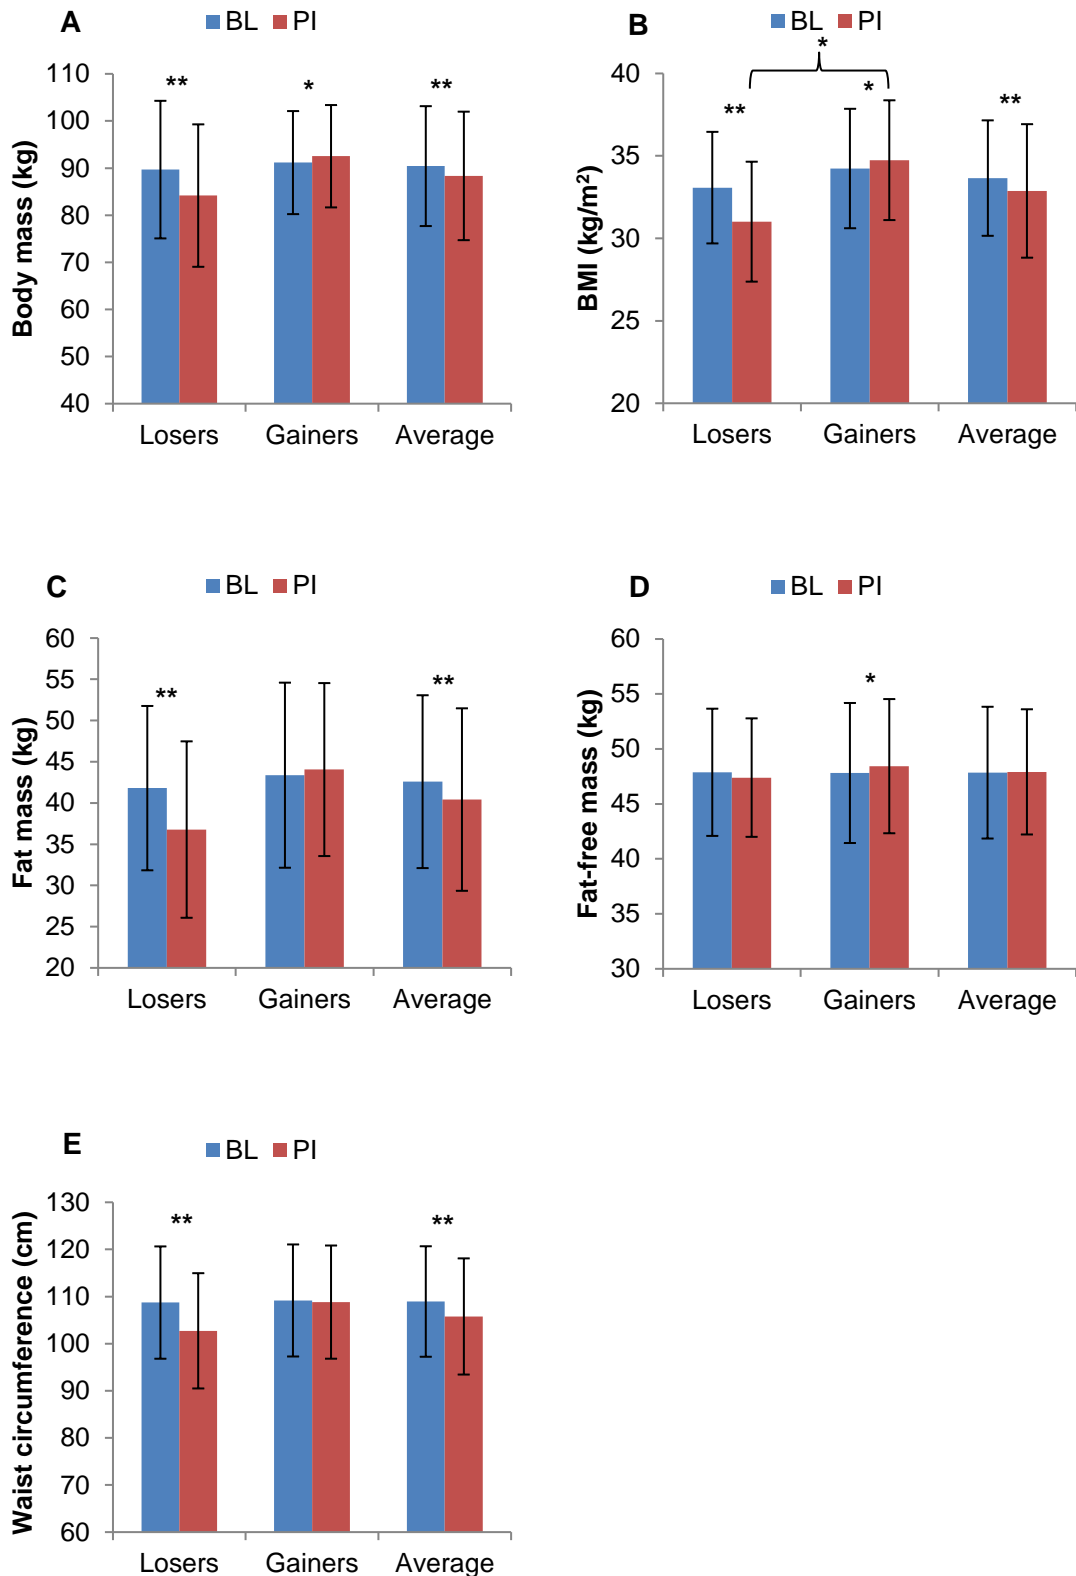 A
BL PI
Body mass (kg)
110
100
90
80
70
60
50
40
**
*
**
Losers Gainers Average
B
BL PI
BMI (kg/m²)
40
35
30
25
20
*
**
*
**
Losers Gainers Average
C
BL PI
Fat mass (kg)
60
55
50
45
40
35
30
25
20
**
**
Losers Gainers Average
D
BL PI
Fat-free mass (kg)
60
55
50
45
40
35
30
*
Losers Gainers Average
E
BL PI
Waist circumference (cm)
130
120
110
100
90
80
70
60
**
**
Losers Gainers Average